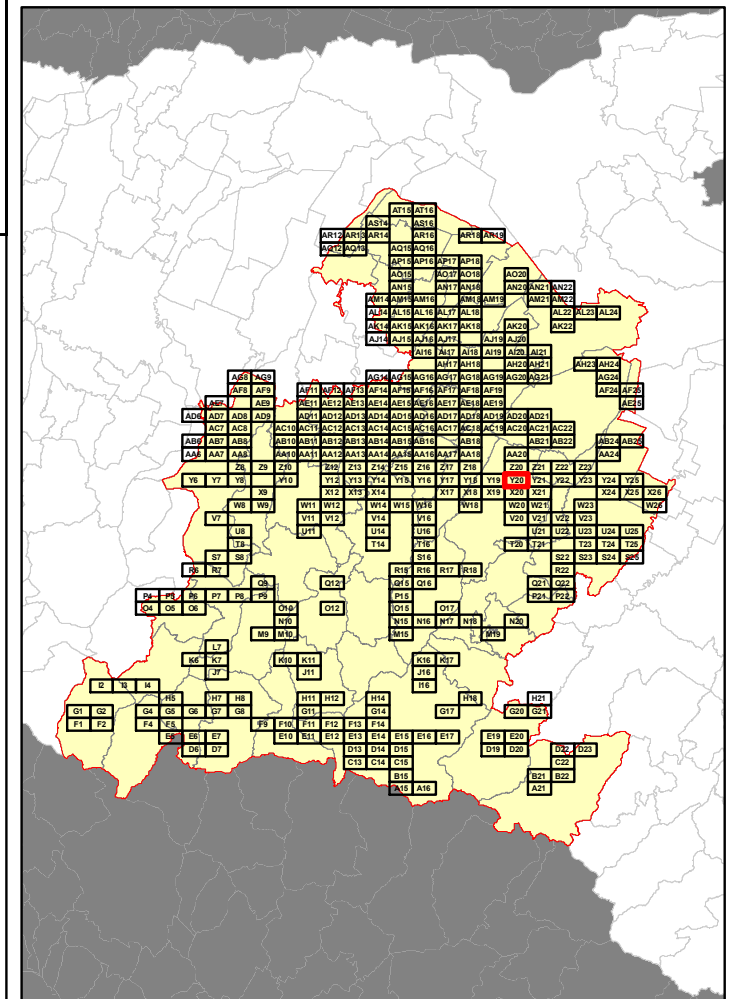 AT15 AT16
AS14 AS16
AR12 AR13 AR14 AR16 AR18 AR19
AQ12 AQ13 AQ15 AQ16
AP15 AP16 AP17 AP18
AO15 AO17 AO18 AO20
AN15 AN17 AN18 AN20 AN21 AN22
AM14 AM15 AM16 AM18 AM19 AM21 AM22
AL14 AL15 AL16 AL17 AL18 AL22 AL23 AL24
AK14 AK15 AK16 AK17 AK18 AK20 AK22
AJ14 AJ15 AJ16 AJ17 AJ19 AJ20
AI16 AI17 AI18 AI19 AI20 AI21
AH17 AH18 AH20 AH21 AH23 AH24
AG8 AG9 AG14 AG15 AG16 AG17 AG18 AG19 AG20 AG21 AG24
AF8 AF9 AF11 AF12 AF13 AF14 AF15 AF16 AF17 AF18 AF19 AF24 AF25
AE7 AE9 AE11 AE12 AE13 AE14 AE15 AE16 AE17 AE18 AE19 AE25
AD6 AD7 AD8 AD9 AD11 AD12 AD13 AD14 AD15 AD16 AD17 AD18 AD19 AD20 AD21
AC7 AC8 AC10 AC11 AC12 AC13 AC14 AC15 AC16 AC17 AC18 AC19 AC20 AC21 AC22
AB6 AB7 AB8 AB10 AB11 AB12 AB13 AB14 AB15 AB16 AB18 AB21 AB22 AB24 AB25
AA6 AA7 AA8 AA10 AA11 AA12 AA13 AA14 AA15 AA16 AA17 AA18 AA20 AA24
Z8 Z9 Z10 Z12 Z13 Z14 Z15 Z16 Z17 Z18 Z20 Z21 Z22 Z23
Y6 Y7 Y8 Y10 Y12 Y13 Y14 Y15 Y16 Y17 Y18 Y19 Y20 Y21 Y22 Y23 Y24 Y25
X9 X12 X13 X14 X17 X18 X19 X20 X21 X24 X25 X26
W8 W9 W11 W12 W14 W15 W16 W18 W20 W21 W23 W26
V7 V11 V12 V14 V16 V20 V21 V22 V23
U8 U11 U14 U16 U21 U22 U23 U24 U25
T8 T14 T16 T20 T21 T23 T24 T25
S7 S8 S16 S22 S23 S24 S25
R6 R7 R15 R16 R17 R18 R22
Q9 Q12 Q15 Q16 Q21 Q22
P4 P5 P6 P7 P8 P9 P15 P21 P22
O4 O5 O6 O10 O12 O15 O17
N10 N15 N16 N17 N18 N20
M9 M10 M15 M19
L7
K6 K7 K10 K11 K16 K17
J7 J11 J16
I2 I3 I4 I16
H5 H7 H8 H11 H12 H14 H18 H21
G1 G2 G4 G5 G6 G7 G8 G11 G14 G17 G20 G21
F1 F2 F4 F5 F9 F10 F11 F12 F13 F14
E5 E6 E7 E10 E11 E12 E13 E14 E15 E16 E17 E19 E20
D6 D7 D13 D14 D15 D19 D20 D22 D23
C13 C14 C15 C22
B15 B21 B22
A15 A16 A21